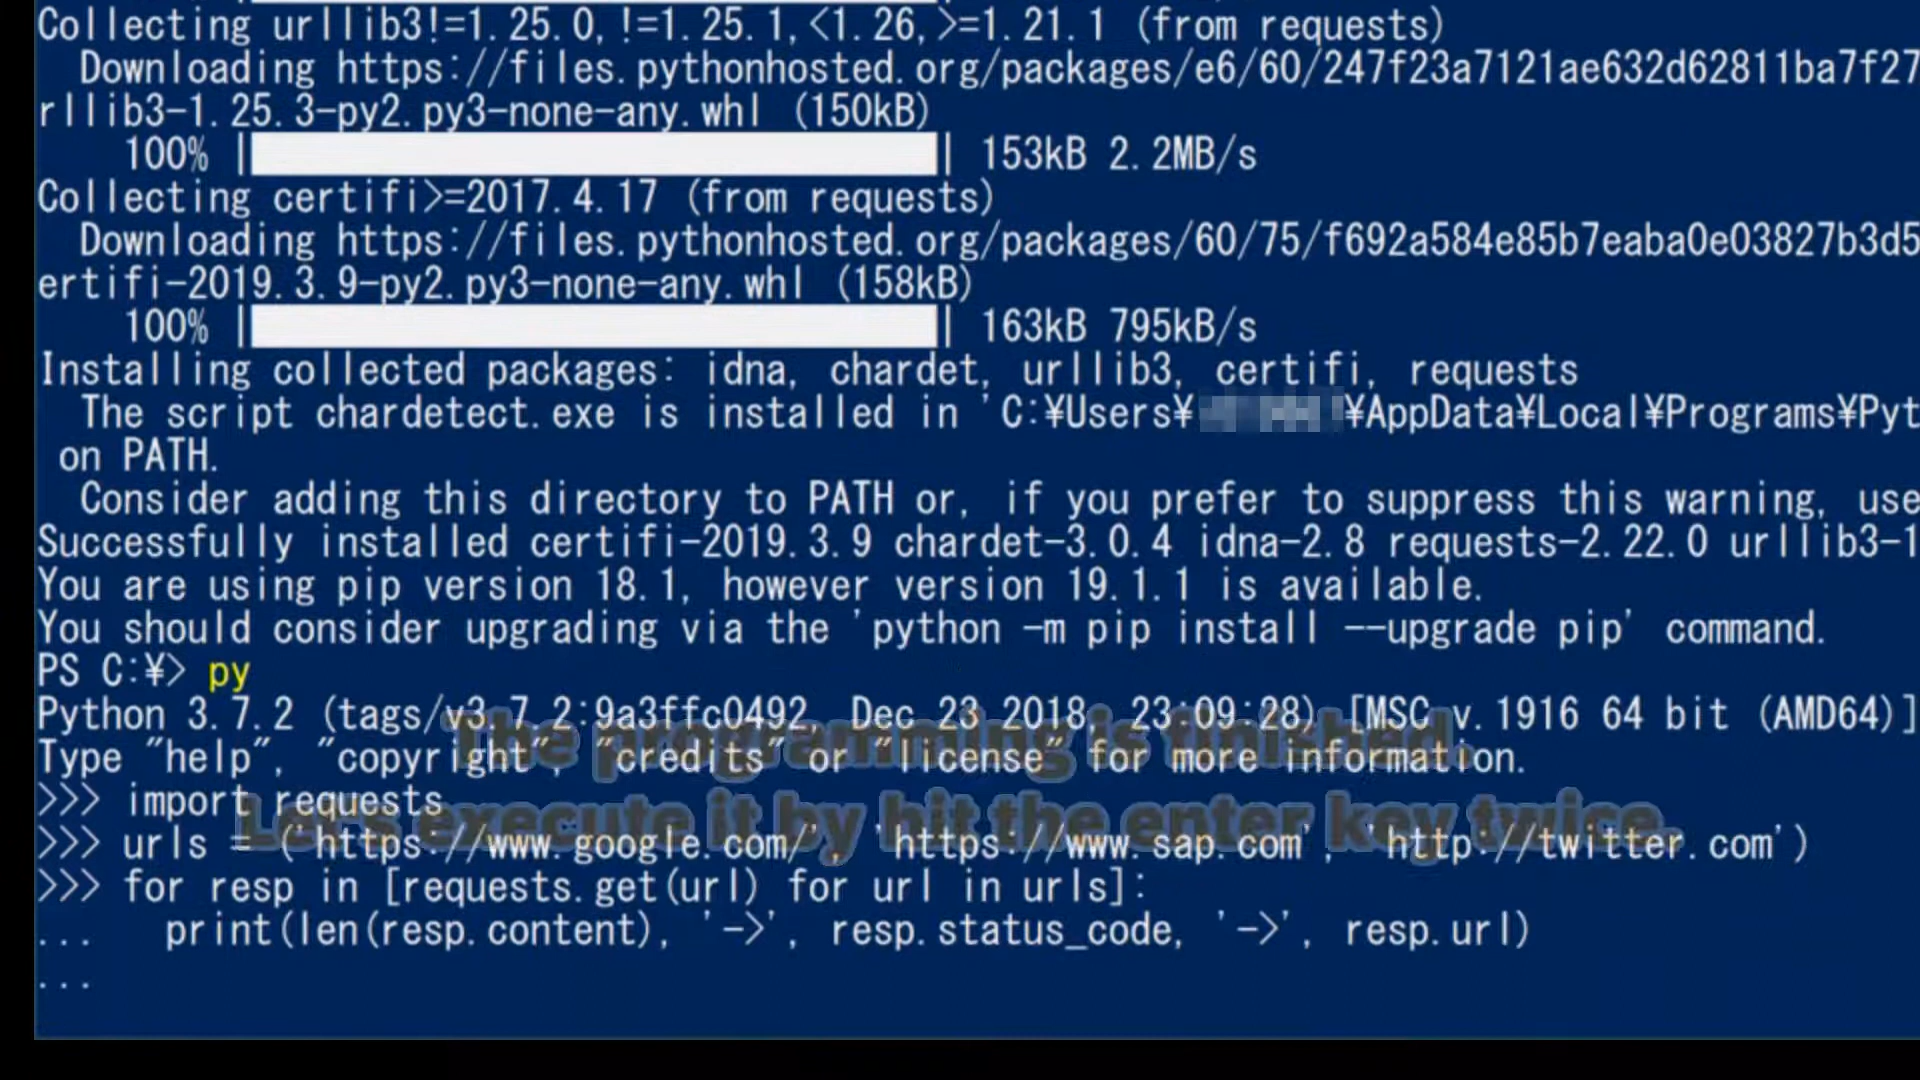 Collecting urllib3!=1.25.0,!=1.25.1,<1.26,>=1.21.1 (from requests)
  Downloading https://files.pythonhosted.org/packages/e6/60/247f23a7121ae632d62811ba7f27
rllib3-1.25.3-py2.py3-none-any.whl (150kB)
    100% | | 153kB 2.2MB/s
Collecting certifi>=2017.4.17 (from requests)
  Downloading https://files.pythonhosted.org/packages/60/75/f692a584e85b7eaba0e03827b3d5
ertifi-2019.3.9-py2.py3-none-any.whl (158kB)
    100% | | 163kB 795kB/s
Installing collected packages: idna, chardet, urllib3, certifi, requests
  The script chardetect.exe is installed in 'C:¥Users¥ ¥AppData¥Local¥Programs¥Pyt
 on PATH.
  Consider adding this directory to PATH or, if you prefer to suppress this warning, use
Successfully installed certifi-2019.3.9 chardet-3.0.4 idna-2.8 requests-2.22.0 urllib3-1
You are using pip version 18.1, however version 19.1.1 is available.
You should consider upgrading via the 'python -m pip install --upgrade pip' command.
PS C:¥> py
Python 3.7.2 (tags/v3.7.2:9a3ffc0492, Dec 23 2018, 23:09:28) [MSC v.1916 64 bit (AMD64)]
Type "help", "copyright", "credits" or "license" for more information.
The programming is finished.
>>> import requests
Let's execute it by hit the enter key twice.
>>> urls = ('https://www.google.com/', 'https://www.sap.com', 'http://twitter.com')
>>> for resp in [requests.get(url) for url in urls]:
...   print(len(resp.content), '->', resp.status_code, '->', resp.url)
...